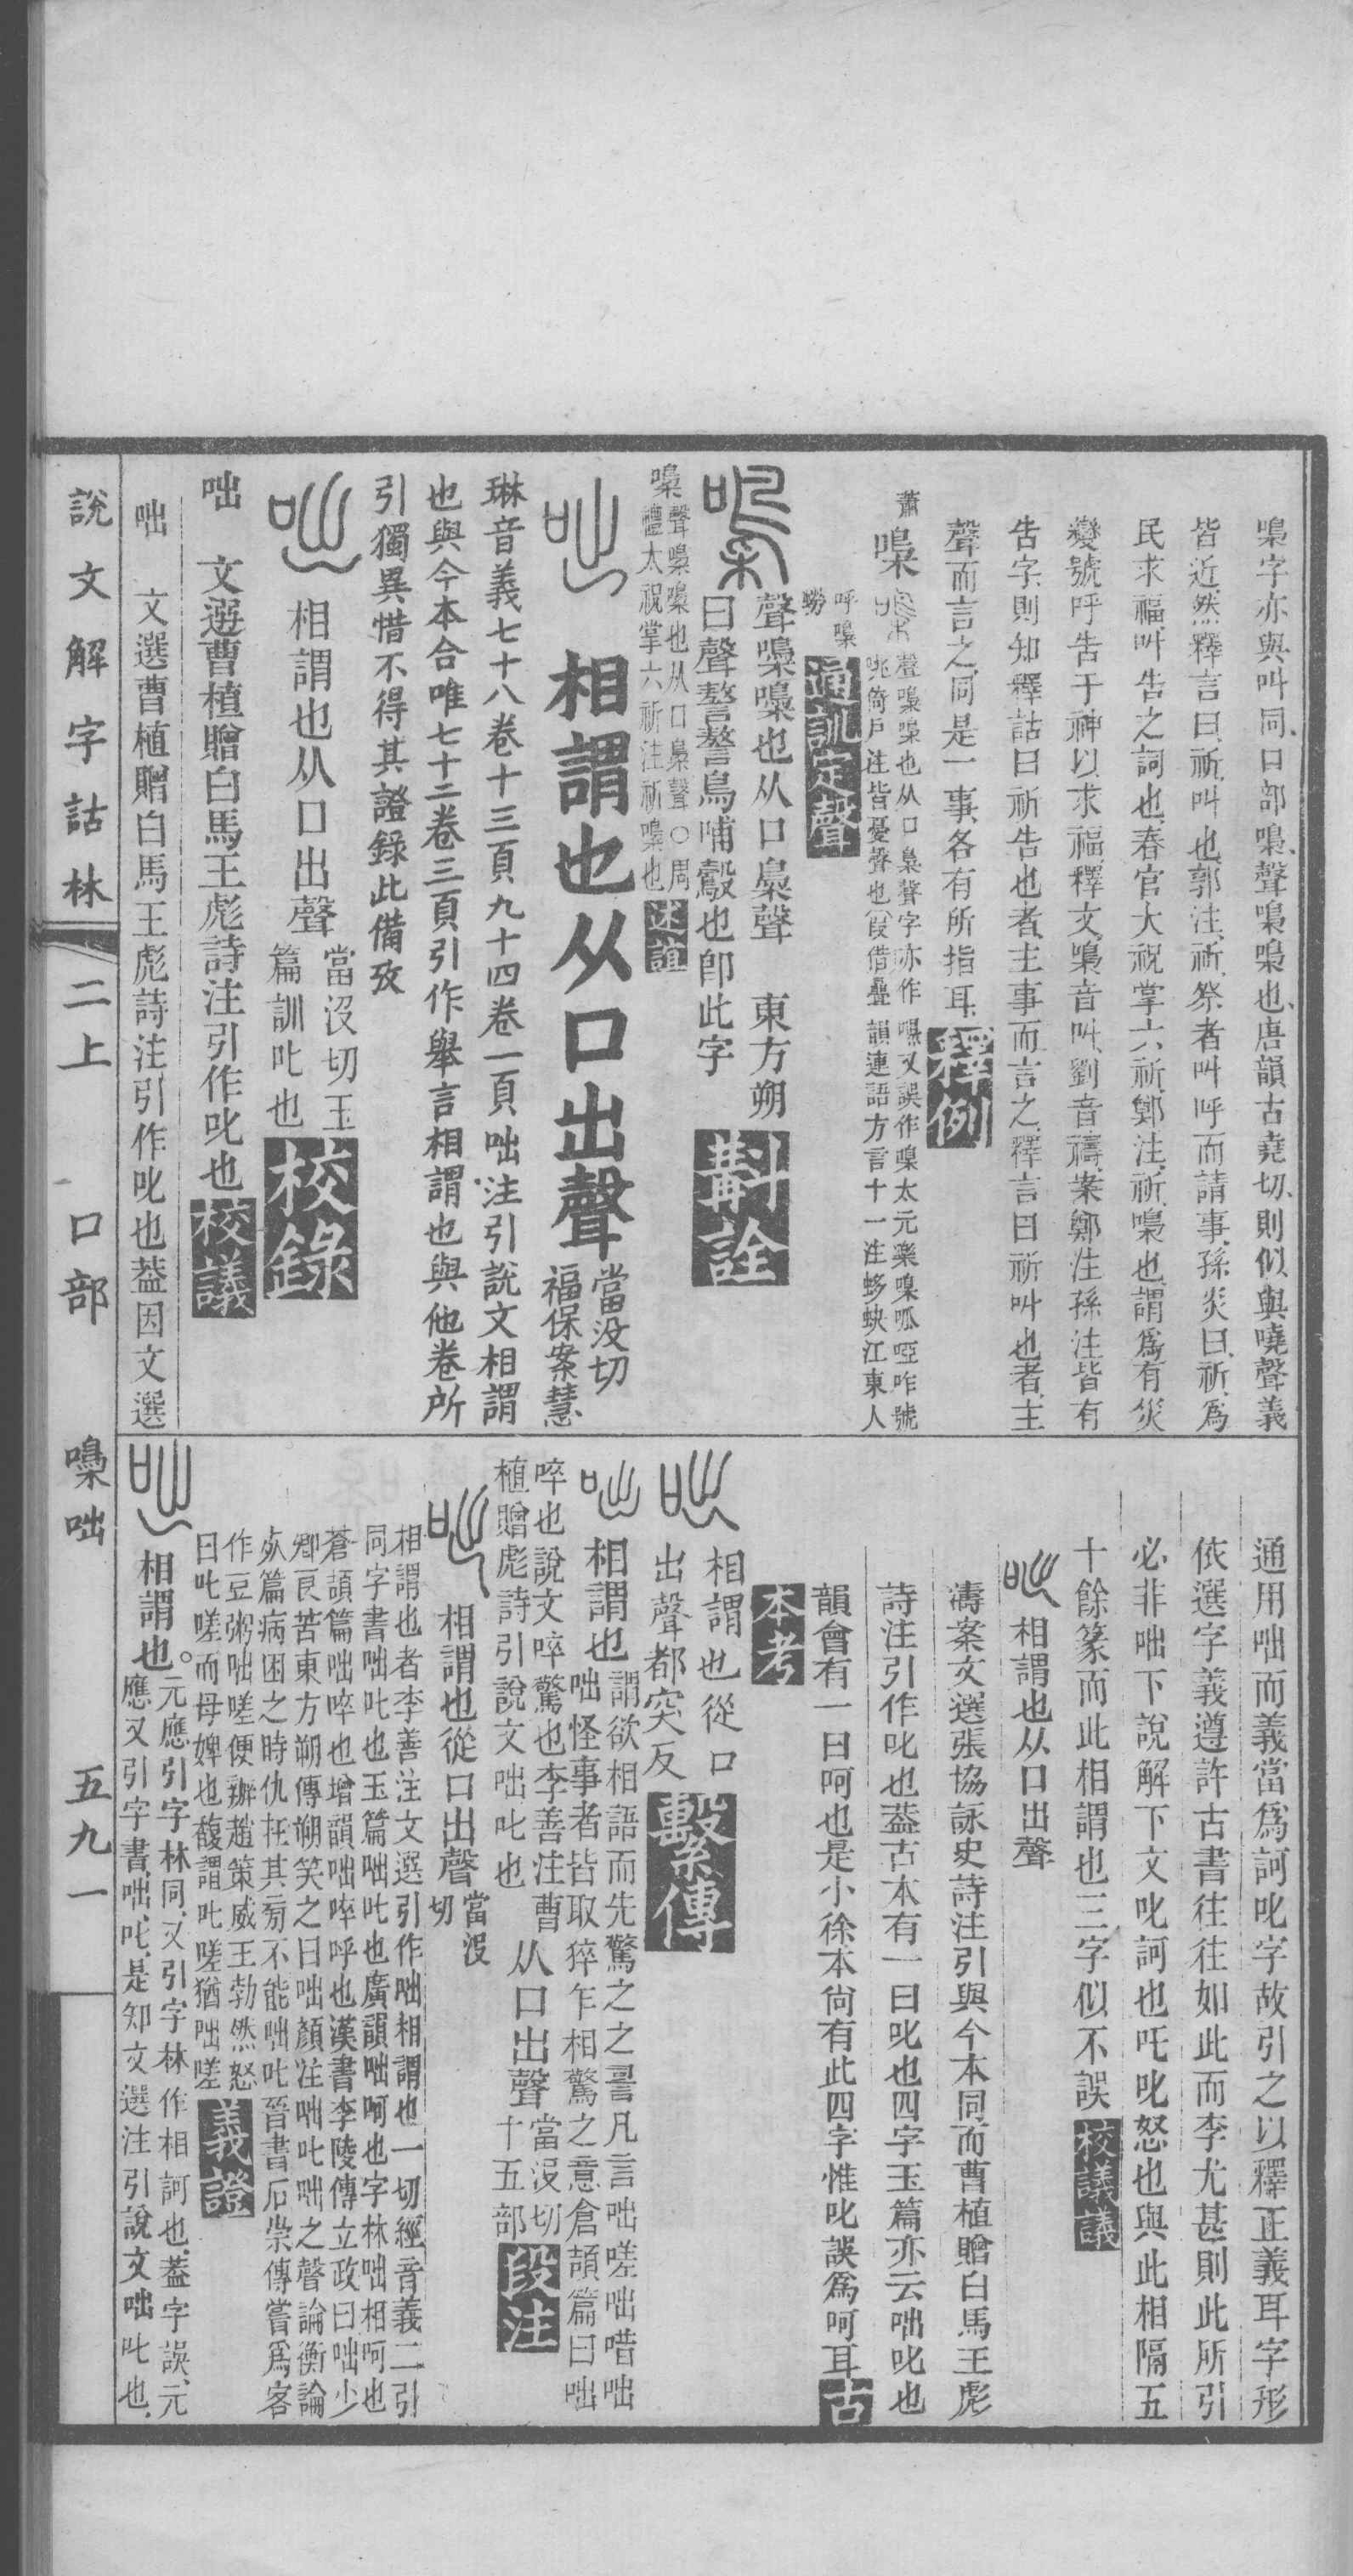 嘄字亦與叫同、口部嘄、聲嘄嘄也、唐韻古堯切、則似與嘵聲義
皆近、然釋言曰、祈、叫也、郭注、祈、祭者叫呼而請事、孫炎曰、祈、爲
民求福、叫告之詞也、春官大祝掌六祈、鄭注、祈、嘄也、謂爲有災
變、號呼告于神以求福、釋文、嘄音叫、劉音禱、案鄭注孫注皆有
告字、則知釋詁曰祈告也者、主事而言之、釋言曰祈叫也者、主
聲而言之、同是一事、各有所指耳、釋例
蕭嘄
聲嘄嘄也从口梟聲字亦作噪又誤作嘷太元樂嘷呱啞咋號
咷倚戶注皆憂聲也(叚借疊韻連語方言十一注蛥蚗江東人
呼嘄
蟧
通訓定聲
聲嘄嘄也从口梟聲 東方朔
曰聲謷謷鳥哺鷇也卽此字 斠詮
嘄聲嘄嘄也从口梟聲○周
禮太祝掌六祈注祈嘄也 述誼
相謂也从口出聲
當没切
福保案慧
琳音義七十八卷十三頁九十四卷一頁咄注引說文相謂
也與今本合唯七十二卷三頁引作舉言相謂也與他卷所
引獨異惜不得其證錄此備攷
相謂也从口出聲
當没切玉
篇訓叱也 校錄
咄 文選曹植贈白馬王彪詩注引作叱也 校議
咄 文選曹植贈白馬王彪詩注引作叱也葢因文選
說文解字詁林 二上 口部 嘄咄 五九一
通用咄而義當爲訶叱字故引之以釋正義耳字形
依選字義遵許古書往往如此而李尤甚則此所引
必非咄下說解下文叱訶也吒叱怒也與此相隔五
十餘篆而此相謂也三字似不誤 校議議
相謂也从口出聲
濤案文選張協詠史詩注引與今本同而曹植贈白馬王彪
詩注引作叱也葢古本有一曰叱也四字玉篇亦云咄叱也
韻會有一曰呵也是小徐本尙有此四字惟叱誤爲呵耳 古
本考
相謂也從口
出聲都突反 繫傳
相謂也
謂欲相語而先驚之之䛐凡言咄嗟咄唶咄
咄怪事者皆取猝乍相驚之意倉頡篇曰咄
啐也說文啐驚也李善注曹
植贈彪詩引說文咄叱也
从口出聲
當没切
十五部 段注
相謂也從口出聲
當没
切
相謂也者李善注文選引作咄相謂也一切經音義二引
同字書咄叱也玉篇咄叱也廣韻咄呵也字林咄相呵也
蒼頡篇咄啐也增韻咄啐呼也漢書李陵傳立政曰咄少
卿良苦東方朔傳朔笑之曰咄顏注咄叱咄之聲論衡論
死篇病困之時仇在其旁不能咄叱晉書石崇傳嘗爲客
作豆粥咄嗟便辦趙策威王勃然怒
曰叱嗟而母婢也馥謂叱嗟猶咄嗟 義證
相謂也。
元應引字林同、又引字林作相訶也、葢字誤、元
應又引字書、咄、叱、是知文選注引說文咄叱也、